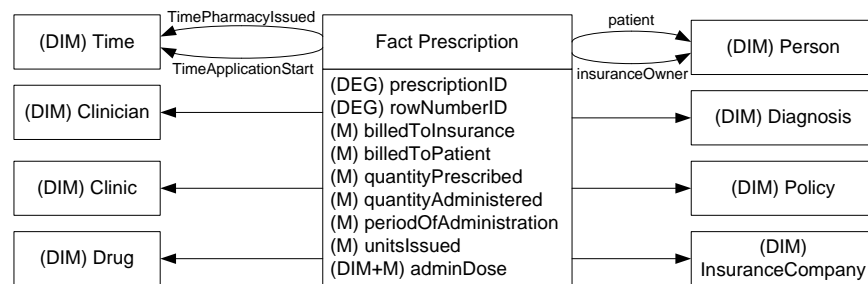 TimePharmacyIssued
(DIM) Time
TimeApplicationStart
(DIM) Clinician
(DIM) Clinic
(DIM) Drug
Fact Prescription
(DEG) prescriptionID
(DEG) rowNumberID
(M) billedToInsurance
(M) billedToPatient
(M) quantityPrescribed
(M) quantityAdministered
(M) periodOfAdministration
(M) unitsIssued
(DIM+M) adminDose
patient
(DIM) Person
insuranceOwner
(DIM) Diagnosis
(DIM) Policy
(DIM)
InsuranceCompany